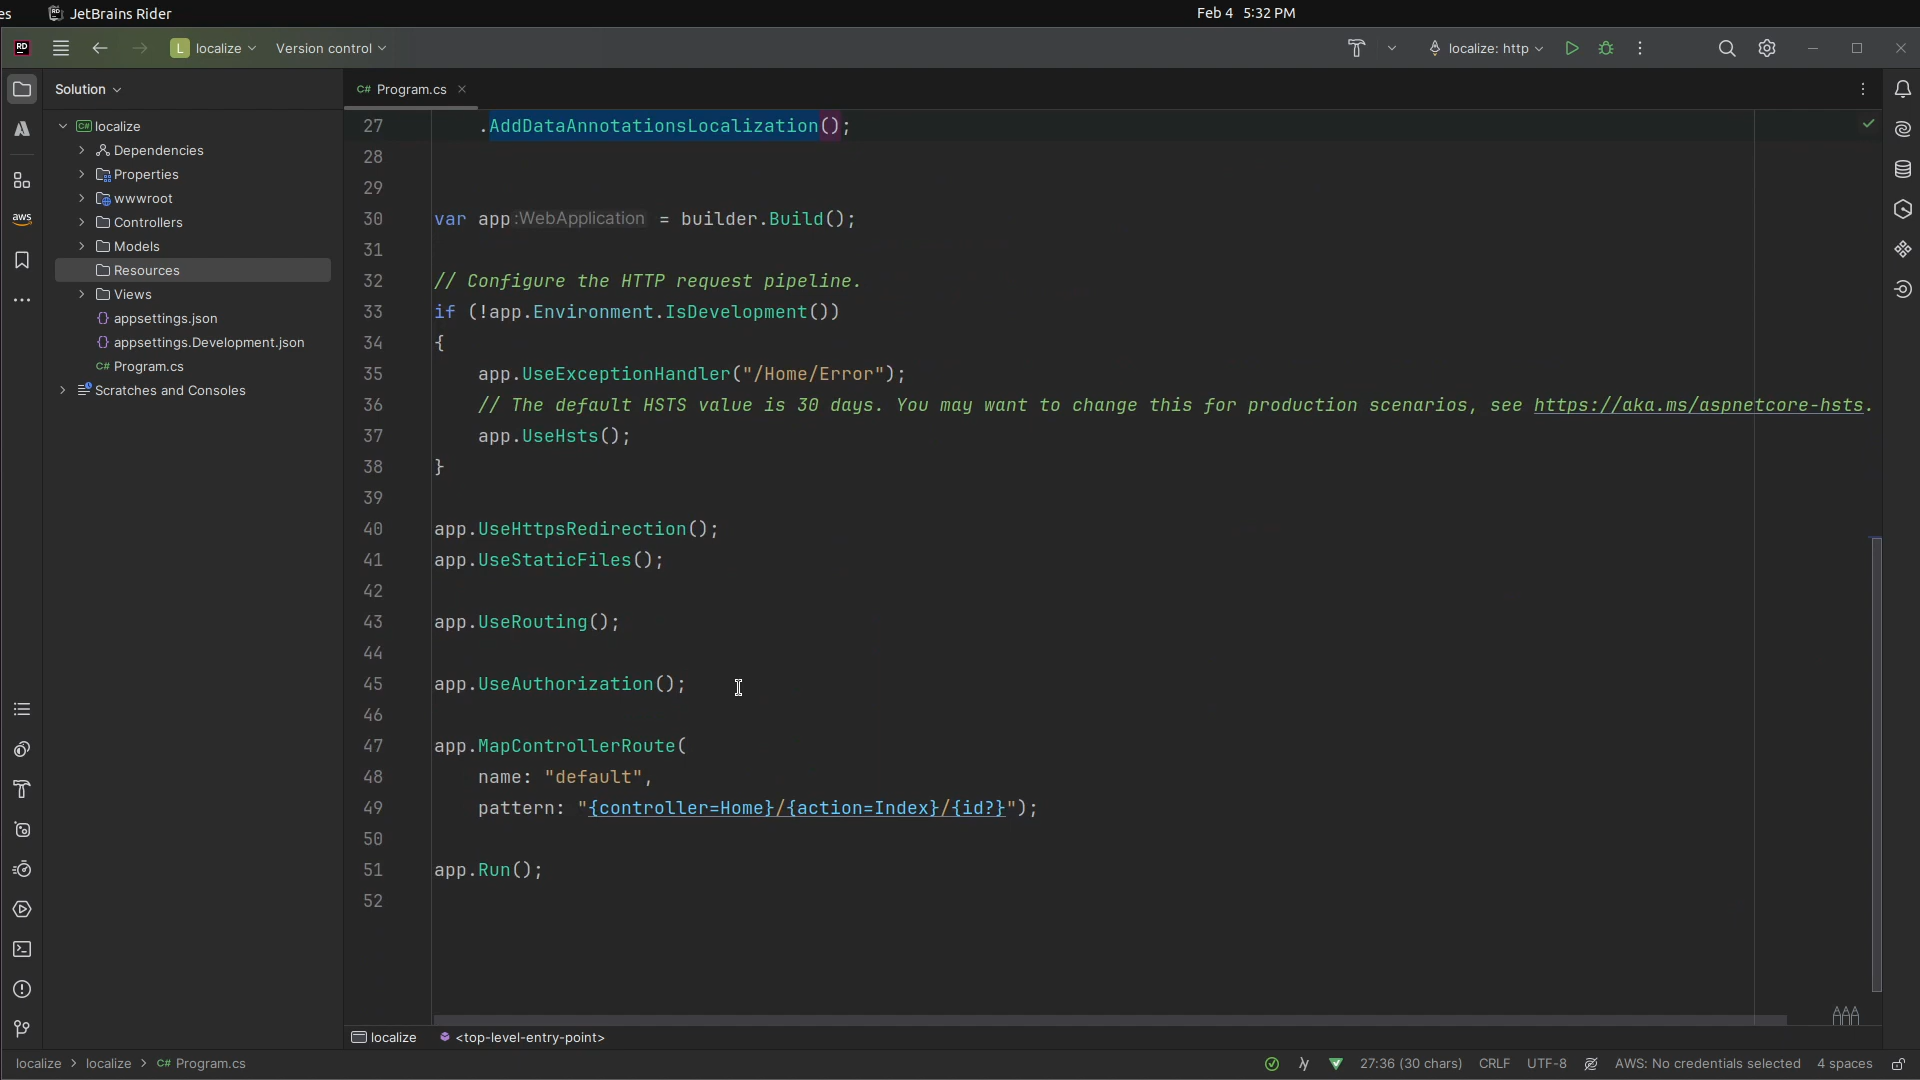 es JetBrains Rider Feb 4 5:32 PM
RD L localize Version control localize: http
Solution C# Program.cs
27 .AddDataAnnotationsLocalization();
C# localize
28
Dependencies
Properties
29
wwwroot
30 var app :WebApplication = builder.Build();
Controllers
aws
31
Models
Resources
32 // Configure the HTTP request pipeline.
Views
33 if (!app.Environment.IsDevelopment())
{} appsettings.json
34 {
{} appsettings.Development.json
C# Program.cs
35 app.UseExceptionHandler("/Home/Error");
Scratches and Consoles
36 // The default HSTS value is 30 days. You may want to change this for production scenarios, see https://aka.ms/aspnetcore-hsts.
37 app.UseHsts();
38 }
39
40 app.UseHttpsRedirection();
41 app.UseStaticFiles();
42
43 app.UseRouting();
44
45 app.UseAuthorization();
46
47 app.MapControllerRoute(
48 name: "default",
49 pattern: "{controller=Home}/{action=Index}/{id?}");
50
51 app.Run();
52
localize <top-level-entry-point>
localize > localize > C# Program.cs 27:36 (30 chars) CRLF UTF-8 AWS: No credentials selected 4 spaces